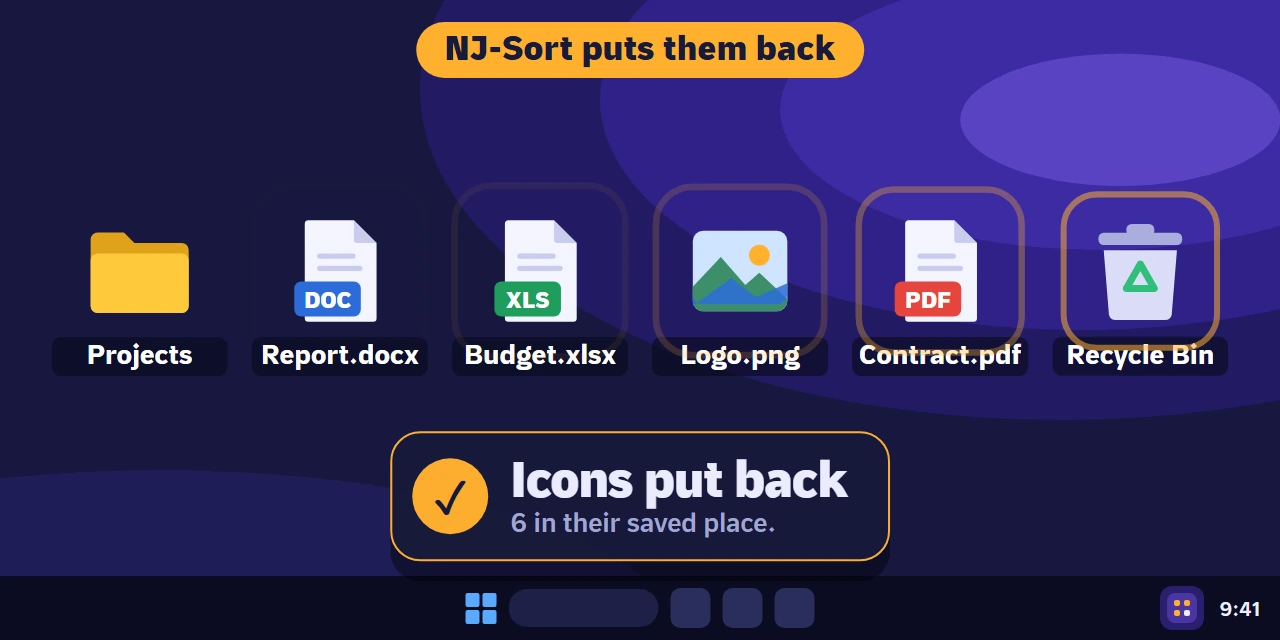 NJ-Sort puts them back
DOC
XLS
PDF
Projects
Report.docx
Budget.xlsx
Logo.png
Contract.pdf
Recycle Bin
Icons put back
6 in their saved place.
9:41